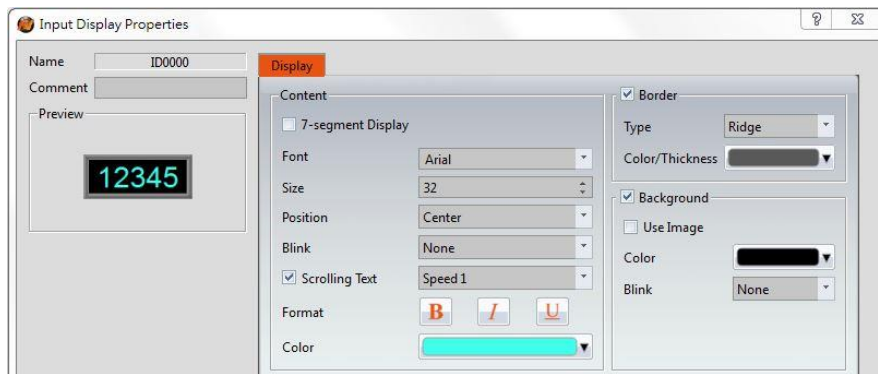 Input Display Properties
Name ID0000
Comment
Preview
12345
Display
Content
7-segment Display
Font Arial
Size 32
Position Center
Blink None
Scrolling Text Speed 1
Format B I U
Color
Border
Type Ridge
Color/Thickness
Background
Use Image
Color
Blink None